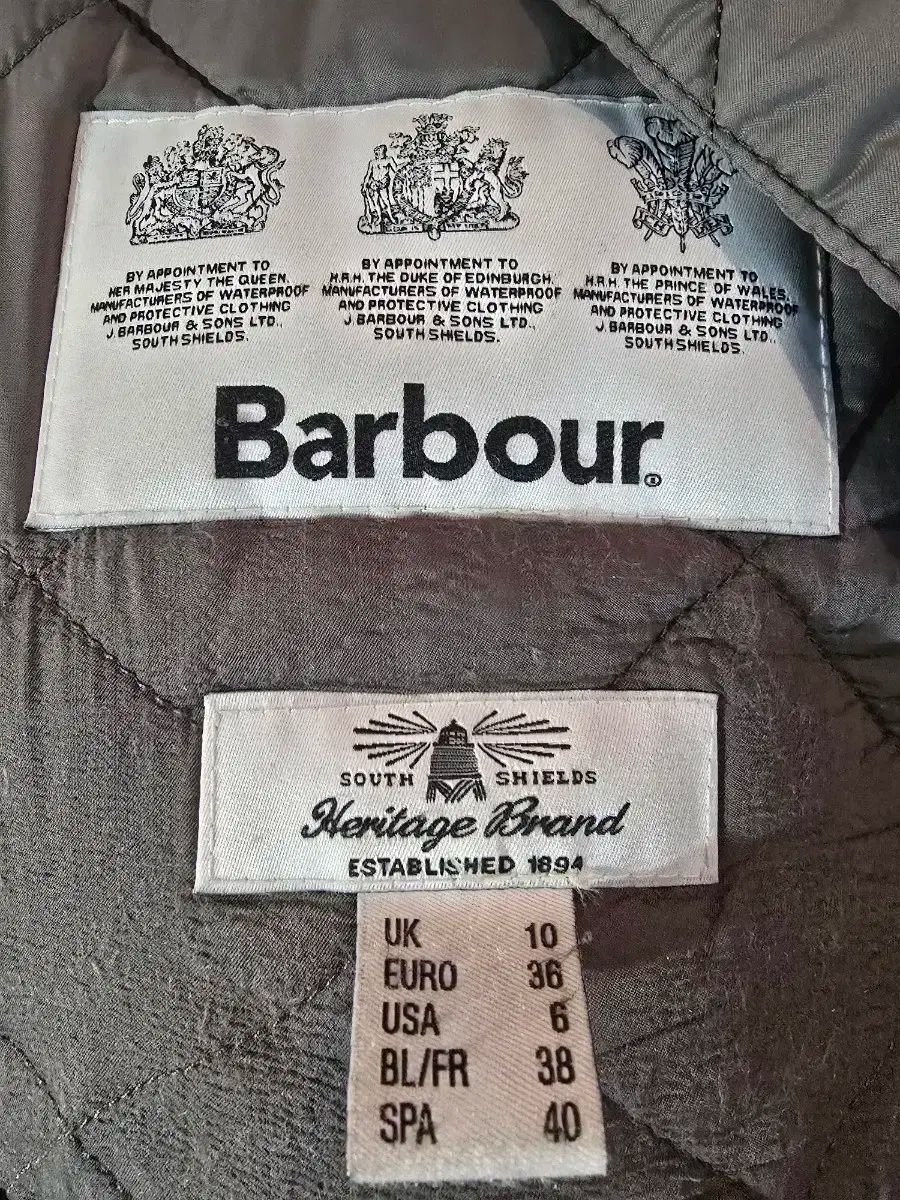 BY APPOINTMENT TO
HER MAJESTY THE QUEEN.
MANUFACTURERS OF WATERPROOF
AND PROTECTIVE CLOTHING
J. BARBOUR & SONS LTD.,
SOUTH SHIELDS.
BY APPOINTMENT TO
H.R.H. THE DUKE OF EDINBURGH.
MANUFACTURERS OF WATERPROOF
AND PROTECTIVE CLOTHING
J. BARBOUR & SONS LTD.,
SOUTH SHIELDS.
BY APPOINTMENT TO
H.R.H. THE PRINCE OF WALES.
MANUFACTURERS OF WATERPROOF
AND PROTECTIVE CLOTHING
J. BARBOUR & SONS LTD.,
SOUTH SHIELDS.
Barbour®
SOUTH SHIELDS
Heritage Brand
ESTABLISHED 1894
UK 10
EURO 36
USA 6
BL/FR 38
SPA 40